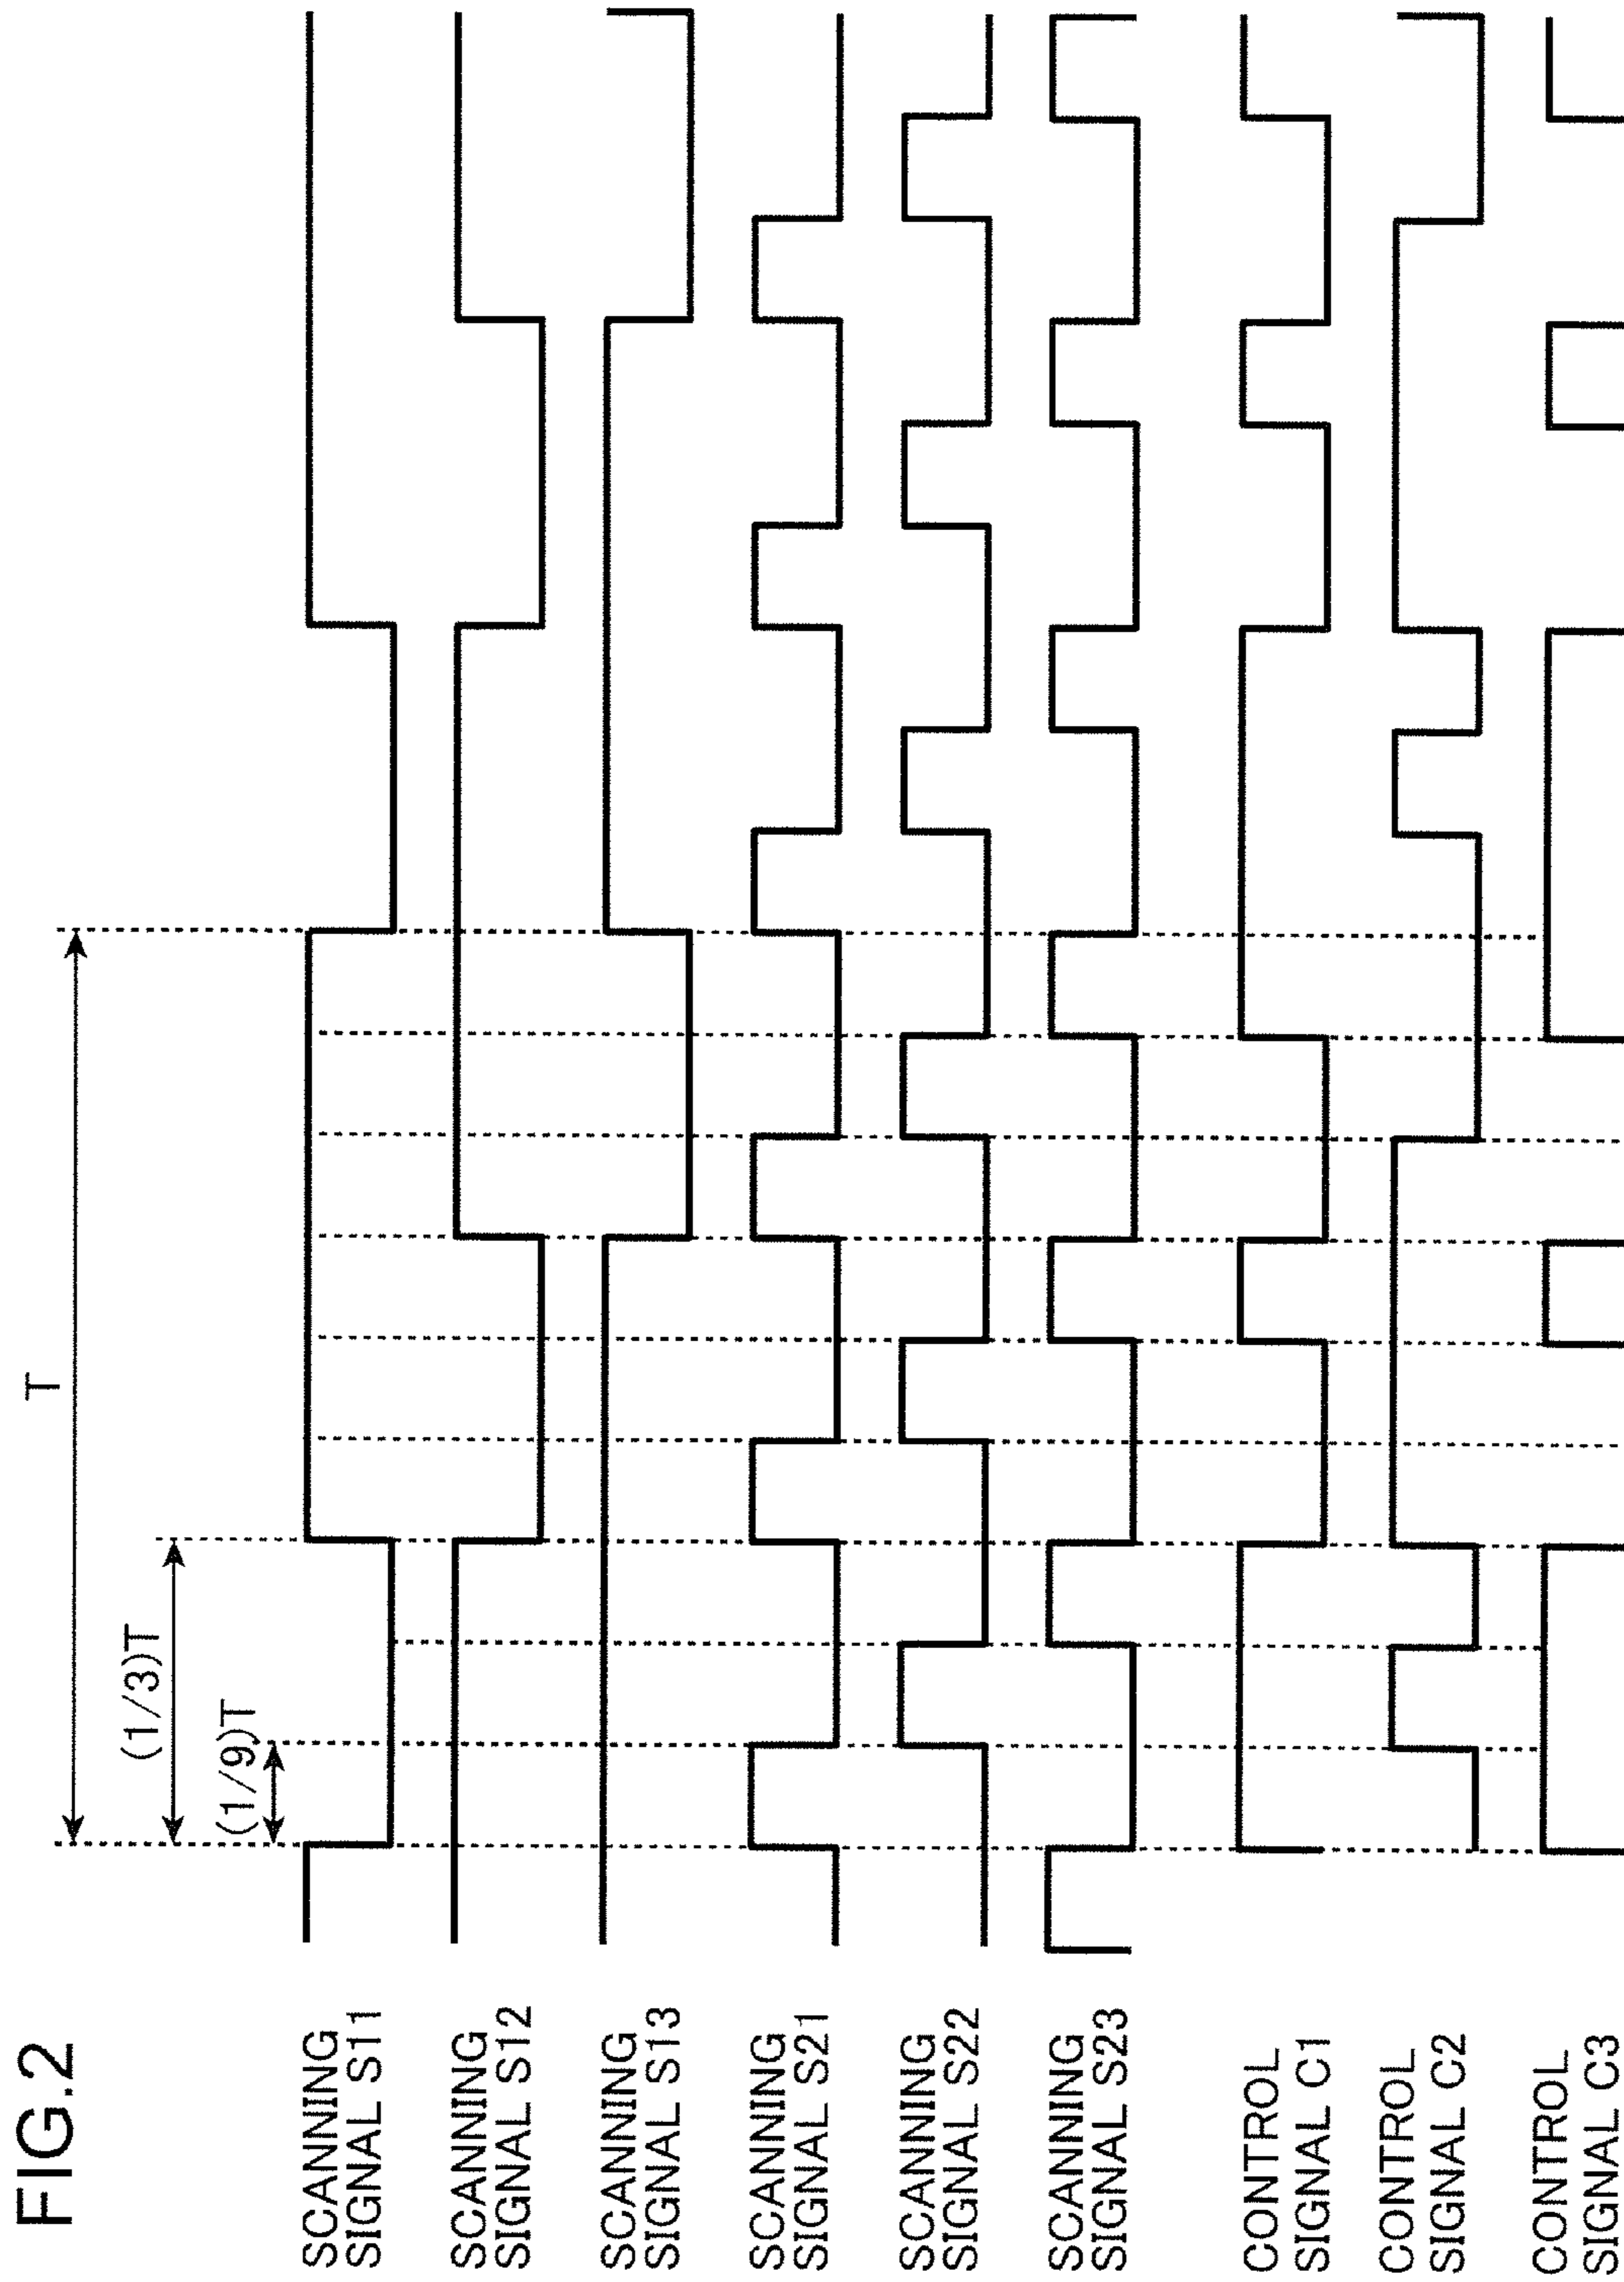 FIG.2
T
(1/3)T
(1/9)T
SCANNING
SIGNAL S11
SCANNING
SIGNAL S12
SCANNING
SIGNAL S13
SCANNING
SIGNAL S21
SCANNING
SIGNAL S22
SCANNING
SIGNAL S23
CONTROL
SIGNAL C1
CONTROL
SIGNAL C2
CONTROL
SIGNAL C3